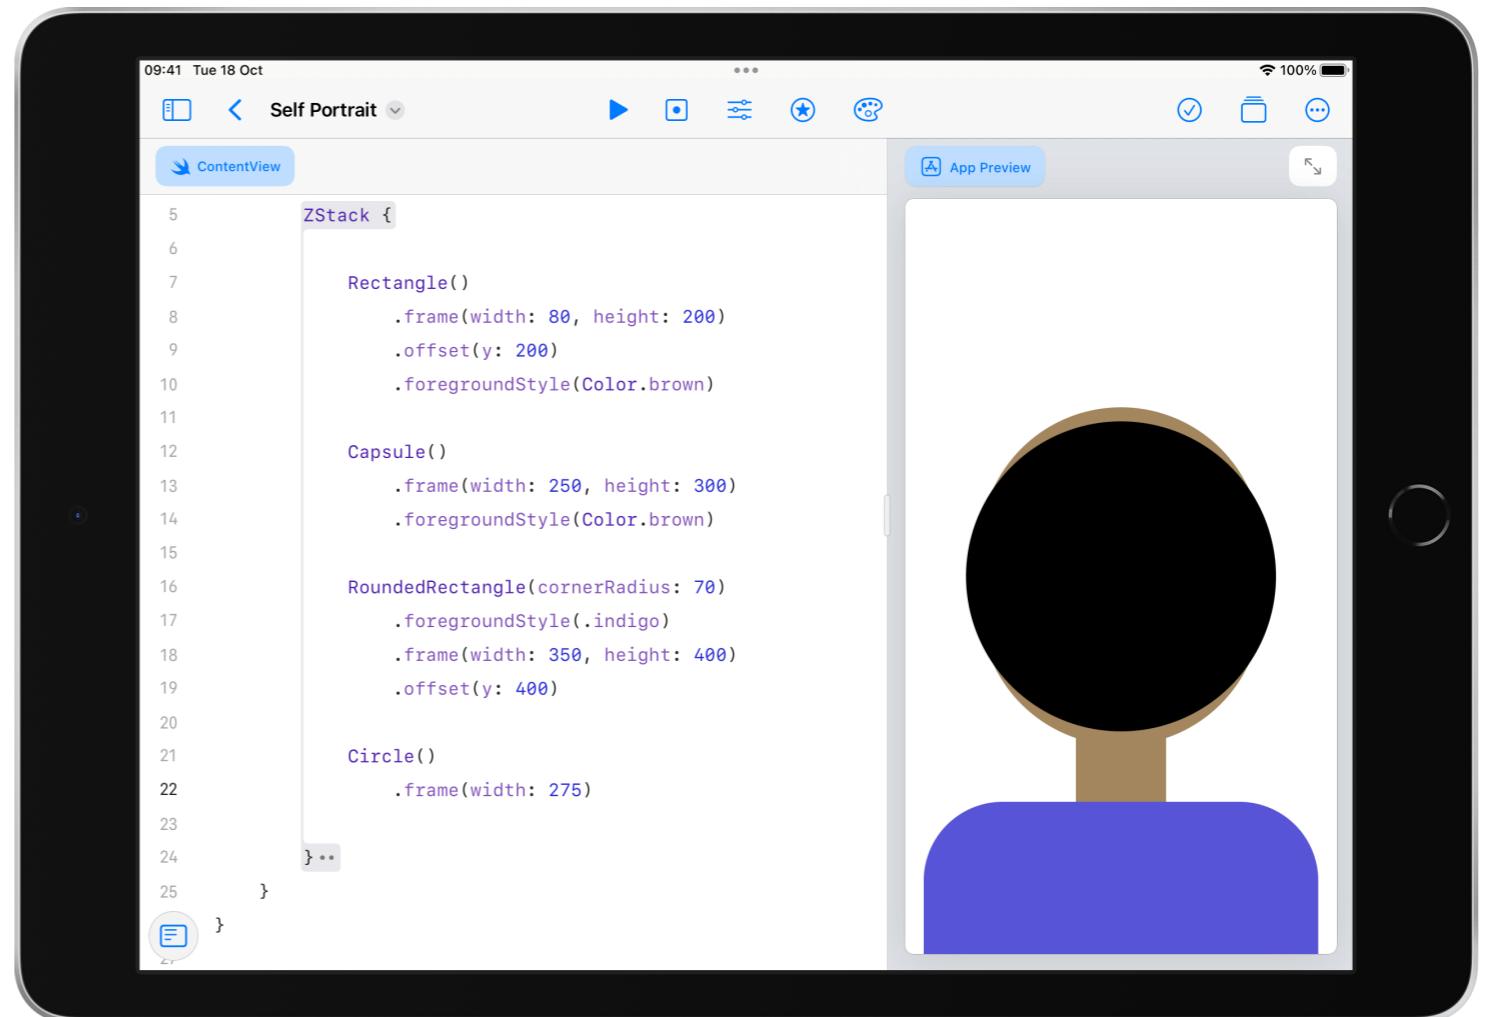 09:41 Tue 18 Oct
100%
Self Portrait
ContentView
App Preview
5 ZStack {
6
7 Rectangle()
8 .frame(width: 80, height: 200)
9 .offset(y: 200)
10 .foregroundStyle(Color.brown)
11
12 Capsule()
13 .frame(width: 250, height: 300)
14 .foregroundStyle(Color.brown)
15
16 RoundedRectangle(cornerRadius: 70)
17 .foregroundStyle(.indigo)
18 .frame(width: 350, height: 400)
19 .offset(y: 400)
20
21 Circle()
22 .frame(width: 275)
23
24 }
25 }
}